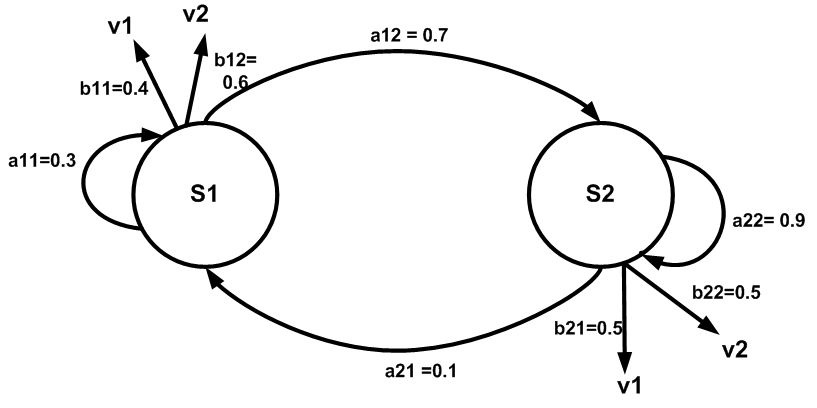 v1
v2
a12 = 0.7
b12=
0.6
b11=0.4
a11=0.3
S1
S2
a22= 0.9
b22=0.5
b21=0.5
v2
a21 =0.1
v1